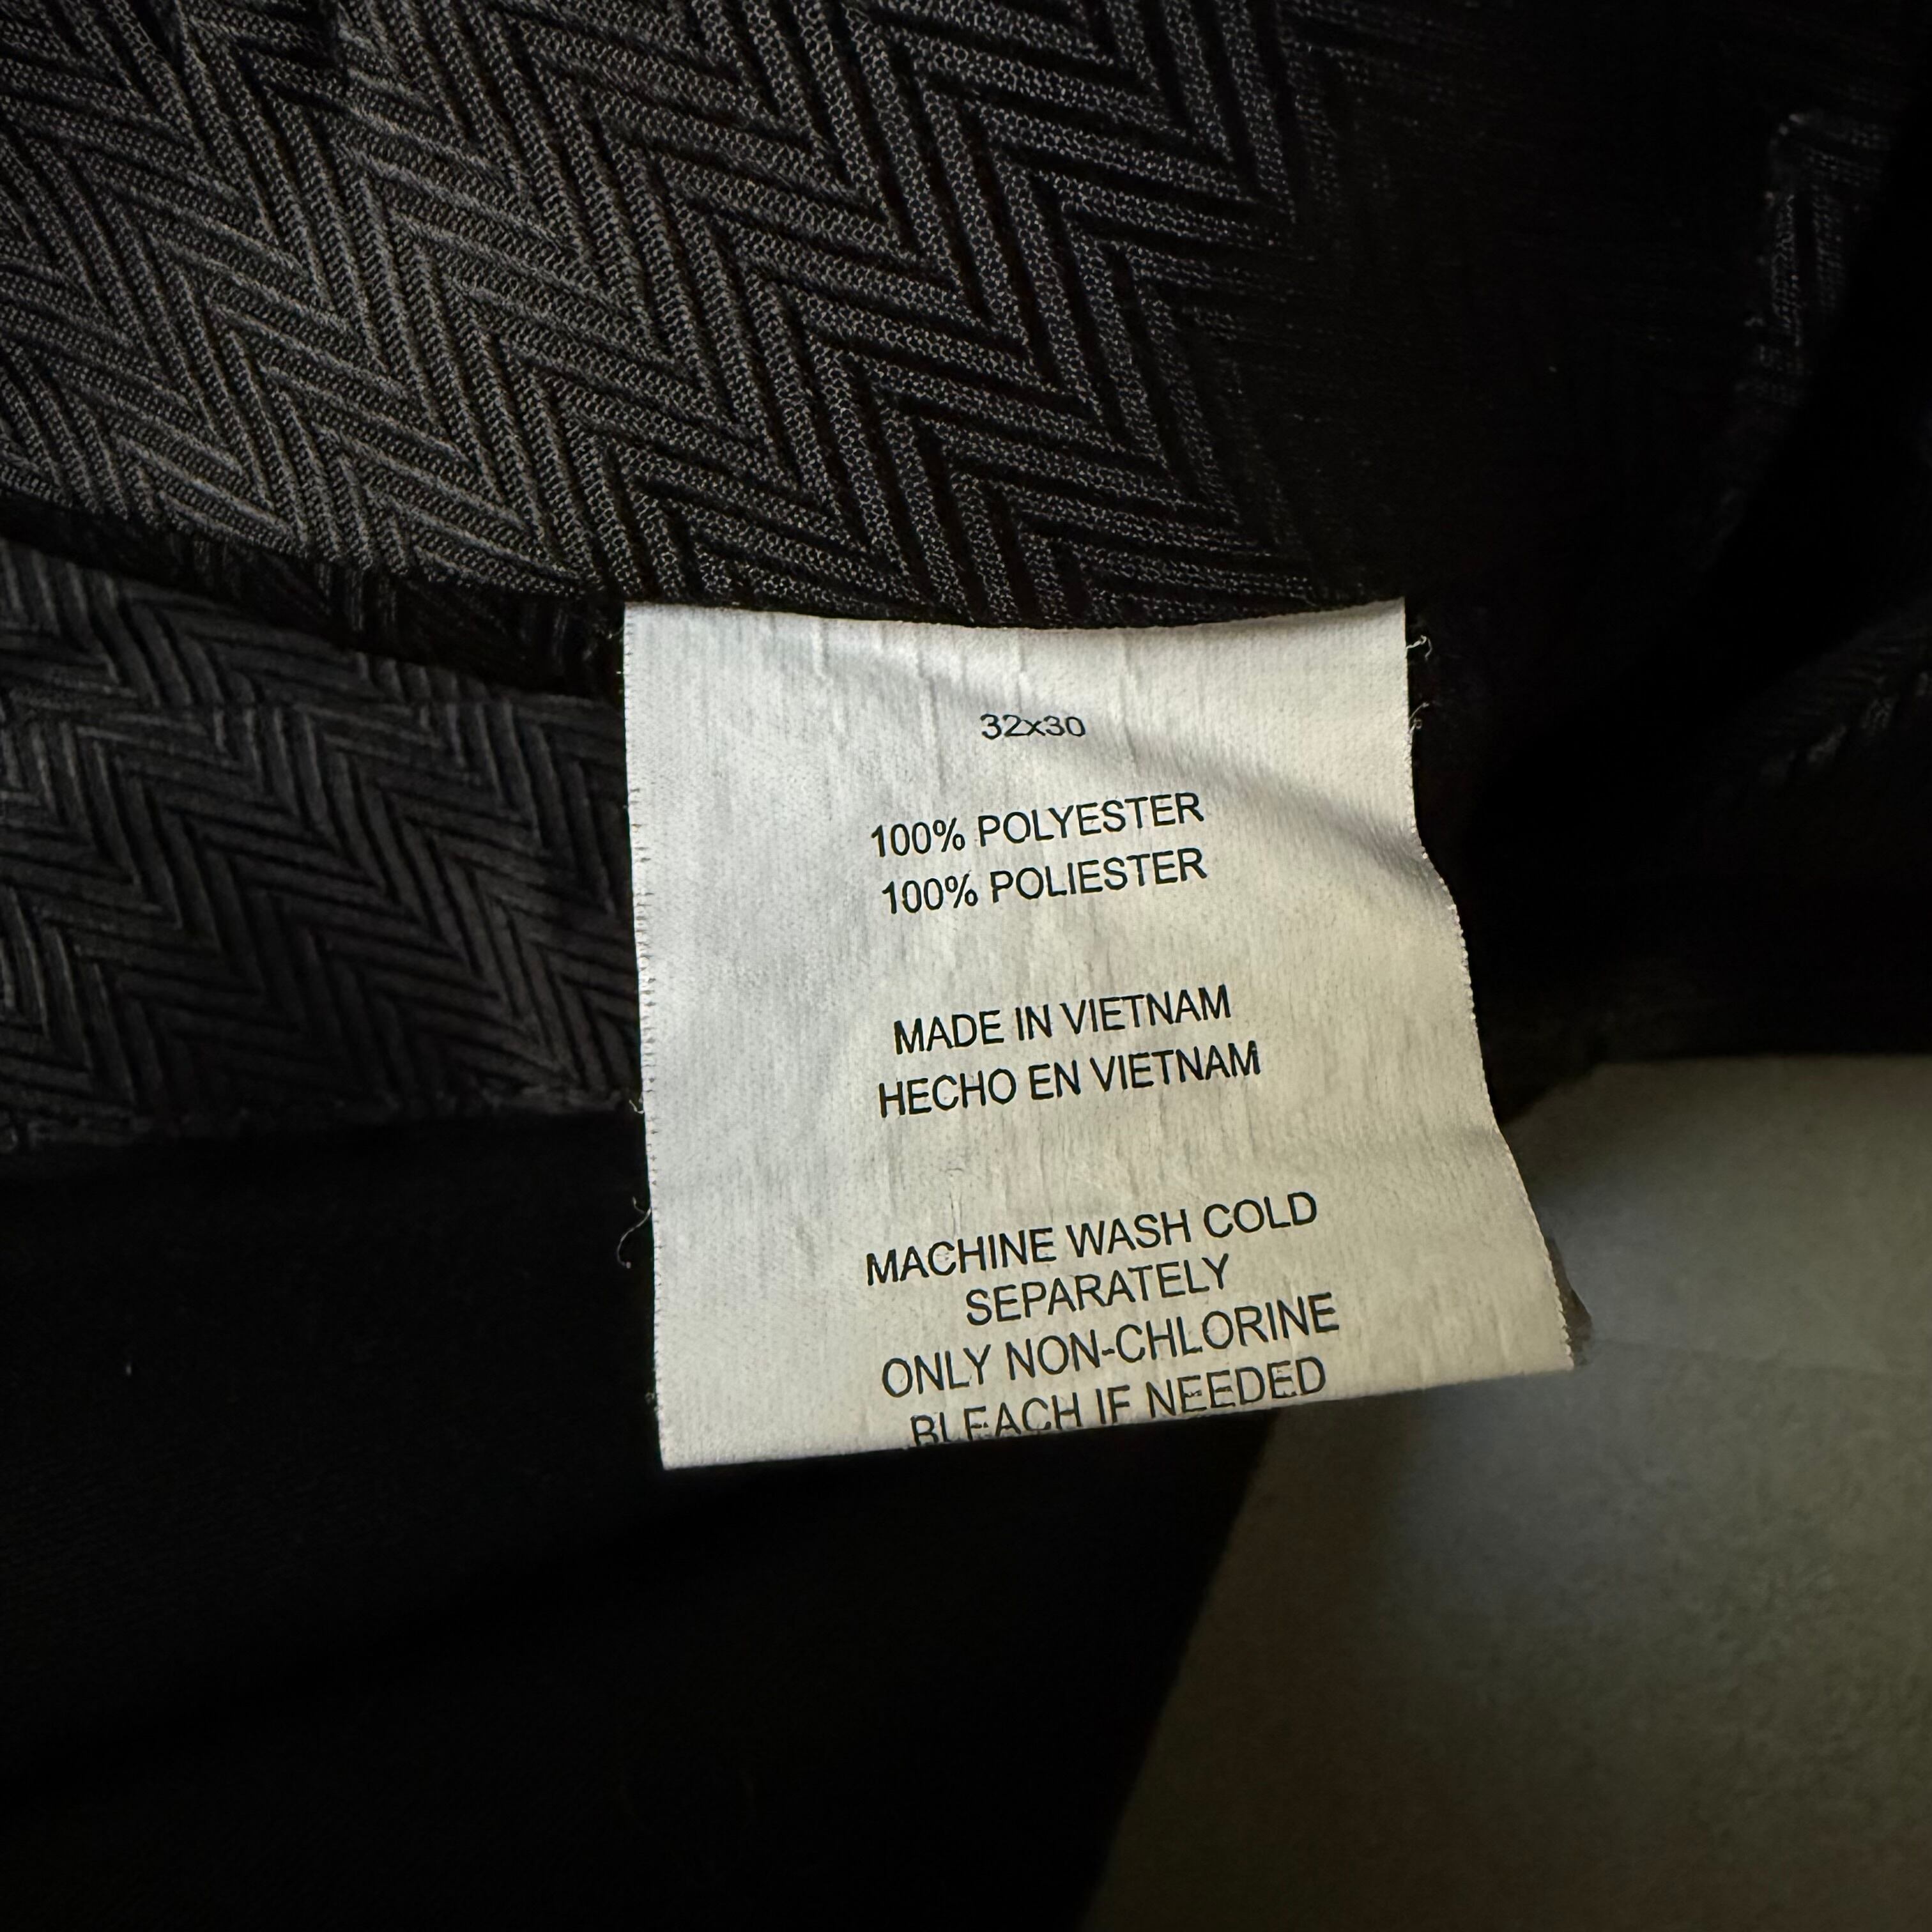 32x30
100% POLYESTER
100% POLIESTER
MADE IN VIETNAM
HECHO EN VIETNAM
MACHINE WASH COLD
SEPARATELY
ONLY NON-CHLORINE
BLEACH IF NEEDED